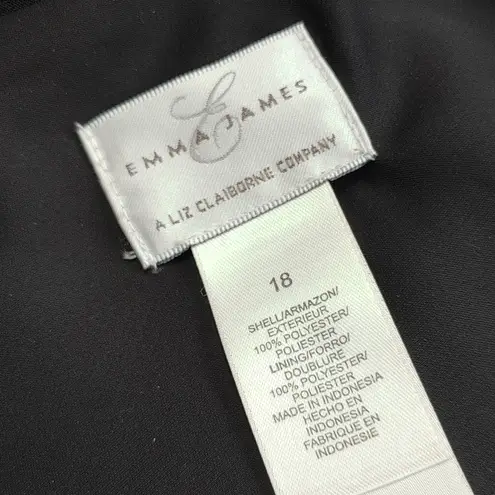 E
EMMA JAMES
A LIZ CLAIBORNE COMPANY
18
SHELL/ARMAZON/
EXTERIEUR
100% POLYESTER/
POLIESTER
LINING/FORRO/
DOUBLURE
100% POLYESTER/
POLIESTER
MADE IN INDONESIA
HECHO EN
INDONESIA
FABRIQUE EN
INDONESIE